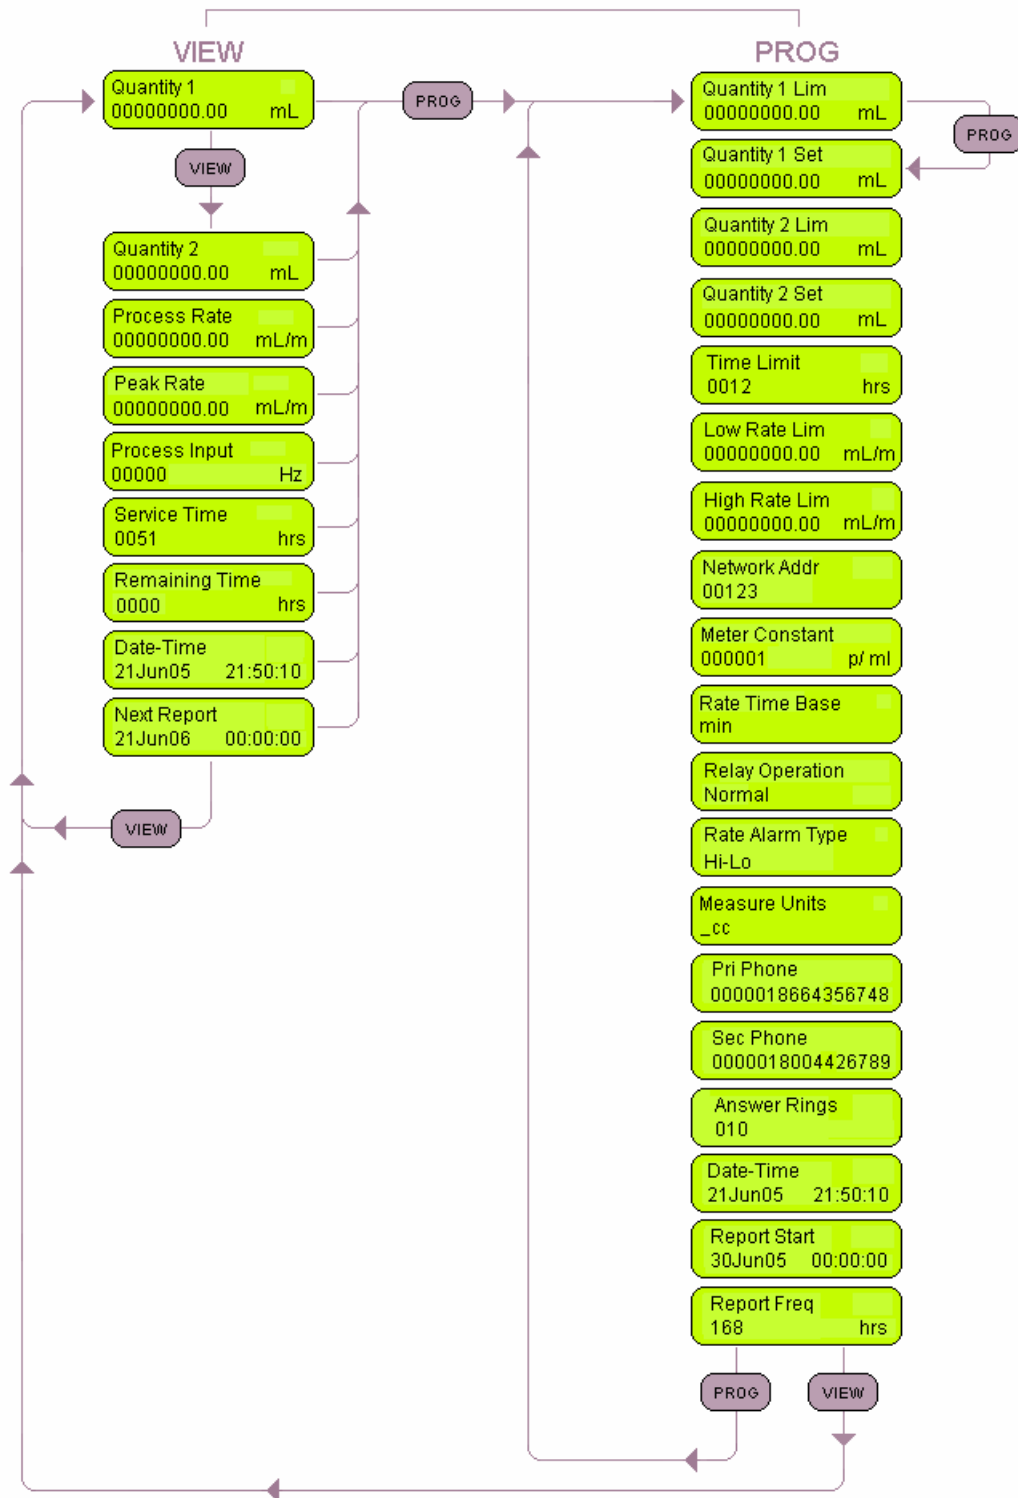 VIEW
Quantity 1
00000000.00 mL
VIEW
Quantity 2
00000000.00 mL
Process Rate
00000000.00 mL/m
Peak Rate
00000000.00 mL/m
Process Input
00000 Hz
Service Time
0051 hrs
Remaining Time
0000 hrs
Date-Time
21Jun05 21:50:10
Next Report
21Jun06 00:00:00
VIEW
PROG
PROG
Quantity 1 Lim
00000000.00 mL
PROG
Quantity 1 Set
00000000.00 mL
Quantity 2 Lim
00000000.00 mL
Quantity 2 Set
00000000.00 mL
Time Limit
0012 hrs
Low Rate Lim
00000000.00 mL/m
High Rate Lim
00000000.00 mL/m
Network Addr
00123
Meter Constant
000001 p/ ml
Rate Time Base
min
Relay Operation
Normal
Rate Alarm Type
Hi-Lo
Measure Units
_cc
Pri Phone
0000018664356748
Sec Phone
0000018004426789
Answer Rings
010
Date-Time
21Jun05 21:50:10
Report Start
30Jun05 00:00:00
Report Freq
168 hrs
PROG
VIEW